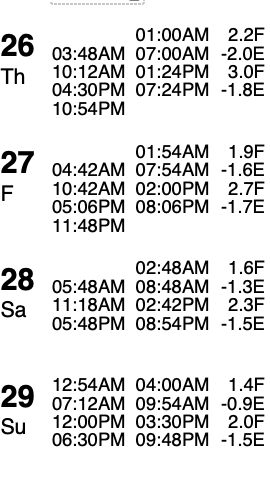 26
Th
01:00AM 2.2F
03:48AM 07:00AM -2.0E
10:12AM 01:24PM 3.0F
04:30PM 07:24PM -1.8E
10:54PM
27
F
01:54AM 1.9F
04:42AM 07:54AM -1.6E
10:42AM 02:00PM 2.7F
05:06PM 08:06PM -1.7E
11:48PM
28
Sa
02:48AM 1.6F
05:48AM 08:48AM -1.3E
11:18AM 02:42PM 2.3F
05:48PM 08:54PM -1.5E
29
Su
12:54AM 04:00AM 1.4F
07:12AM 09:54AM -0.9E
12:00PM 03:30PM 2.0F
06:30PM 09:48PM -1.5E